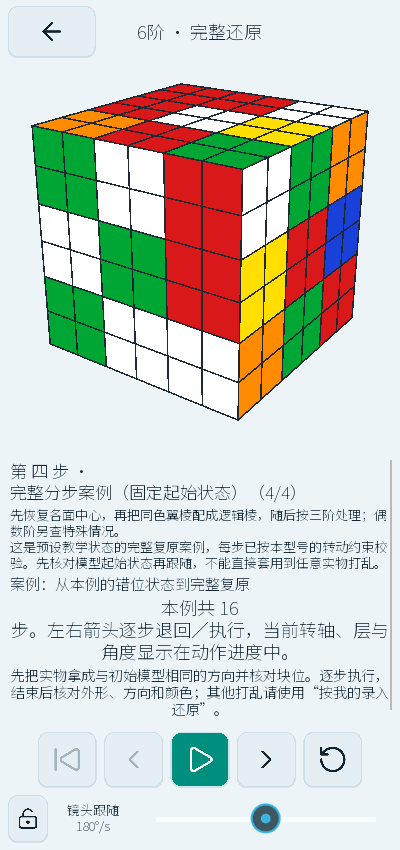 6阶 · 完整还原
第 四 步 ·
完整分步案例（固定起始状态）（4/4）
先恢复各面中心，再把同色翼棱配成逻辑棱，随后按三阶处理；偶
数阶另查特殊情况。
这是预设教学状态的完整复原案例，每步已按本型号的转动约束校
验。先核对模型起始状态再跟随，不能直接套用到任意实物打乱。
案例：从本例的错位状态到完整复原
本例共 16
步。左右箭头逐步退回／执行，当前转轴、层与
角度显示在动作进度中。
先把实物拿成与初始模型相同的方向并核对块位。逐步执行，
结束后核对外形、方向和颜色；其他打乱请使用“按我的录入
还原”。
镜头跟随
180°/s